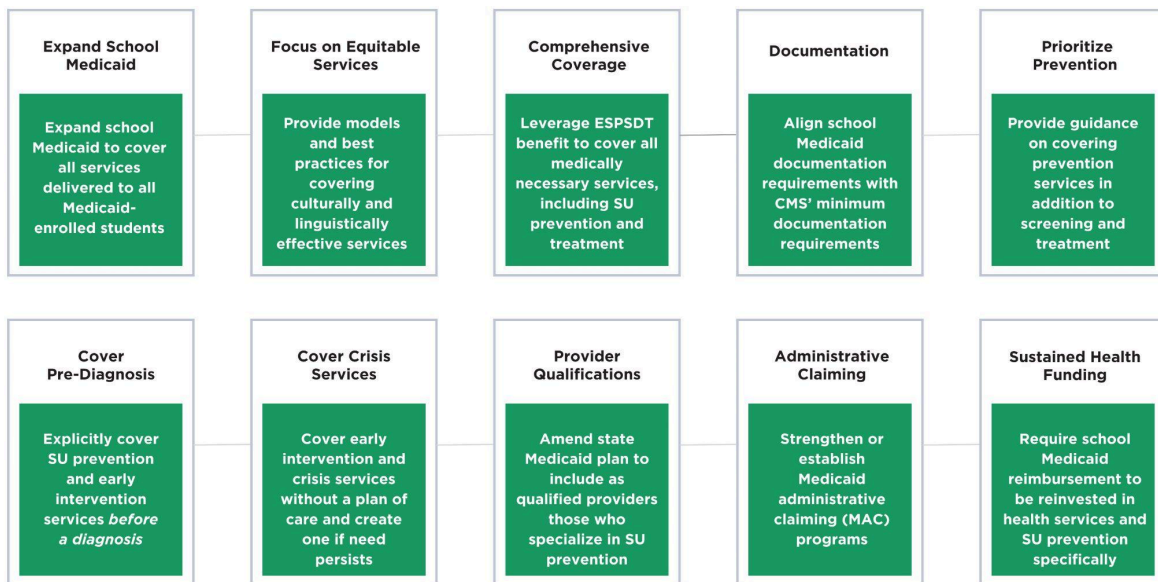 Expand School
Medicaid
Expand school
Medicaid to cover
all services
delivered to all
Medicaid-
enrolled students
Focus on Equitable
Services
Provide models
and best
practices for
covering
culturally and
linguistically
effective services
Comprehensive
Coverage
Leverage ESPSDT
benefit to cover all
medically
necessary services,
including SU
prevention and
treatment
Documentation
Align school
Medicaid
documentation
requirements with
CMS' minimum
documentation
requirements
Prioritize
Prevention
Provide guidance
on covering
prevention
services in
addition to
screening and
treatment
Cover
Pre-Diagnosis
Explicitly cover
SU prevention
and early
intervention
services before
a diagnosis
Cover Crisis
Services
Cover early
intervention and
crisis services
without a plan of
care and create
one if need
persists
Provider
Qualifications
Amend state
Medicaid plan to
include as
qualified providers
those who
specialize in SU
prevention
Administrative
Claiming
Strengthen or
establish
Medicaid
administrative
claiming (MAC)
programs
Sustained Health
Funding
Require school
Medicaid
reimbursement to
be reinvested in
health services and
SU prevention
specifically